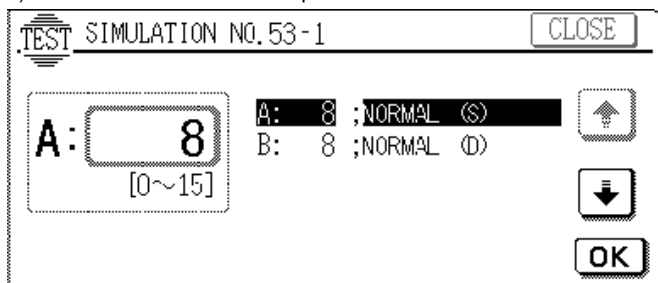 TEST SIMULATION NO.53-1 CLOSE
A: 8
[0～15]
A: 8 ;NORMAL (S)
B: 8 ;NORMAL (D)
OK